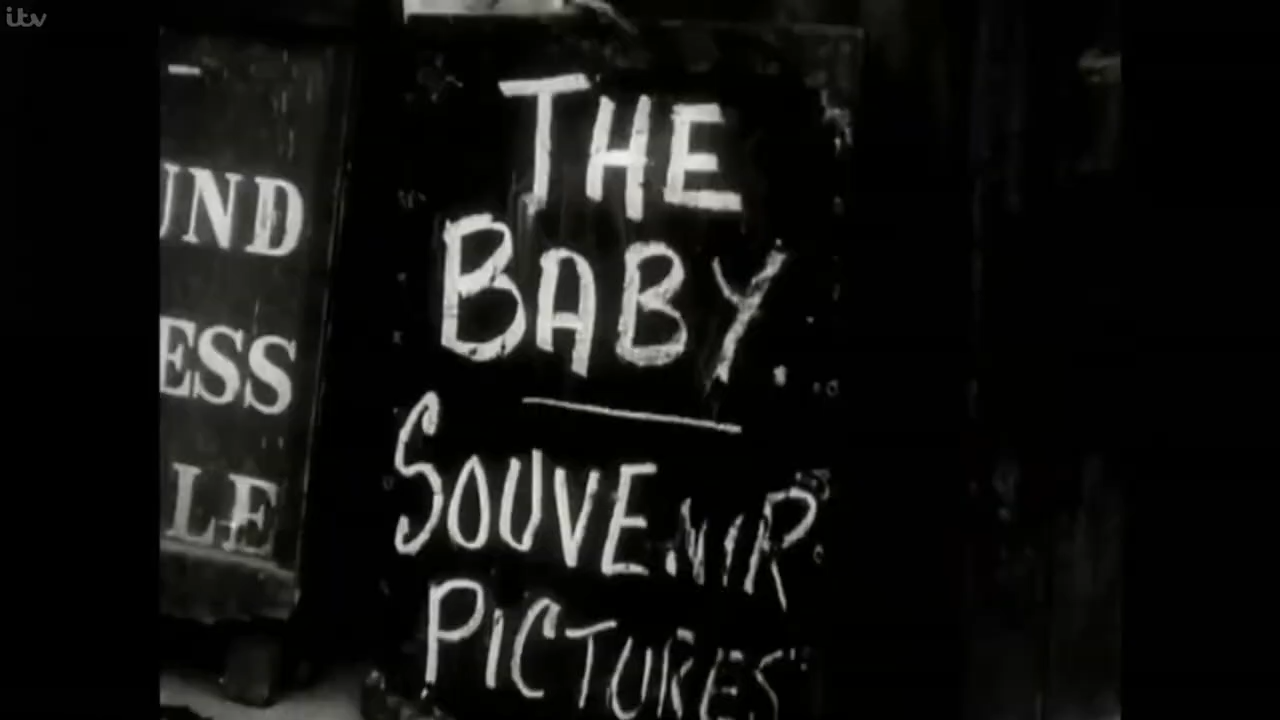 itv
UND
ESS
LE
THE
BABY.
SOUVENIR
PICTURES